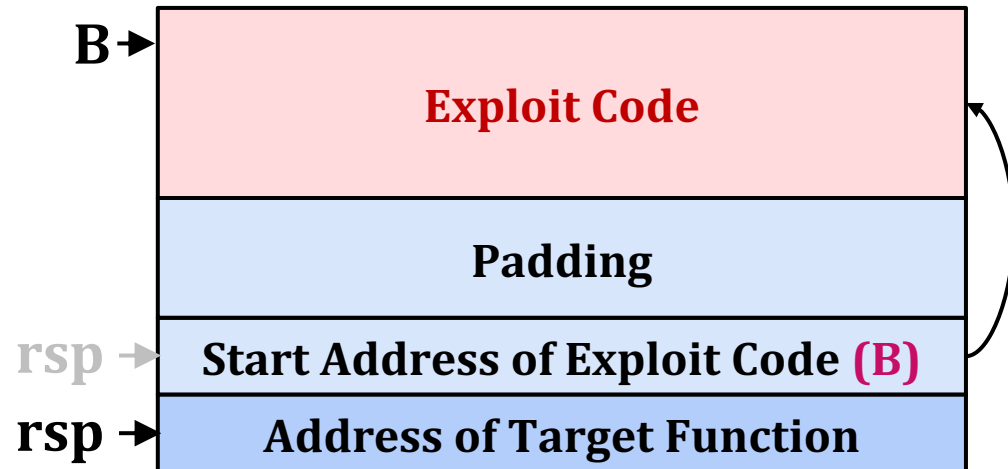 B
Exploit Code
Padding
rsp
Start Address of Exploit Code (B)
rsp
Address of Target Function